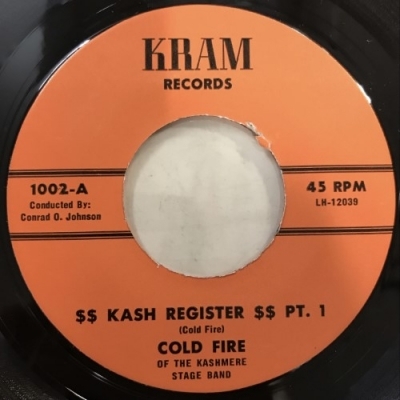 KRAM
RECORDS
1002-A
Conducted By:
Conrad O. Johnson
45 RPM
LH-12039
$$ KASH REGISTER $$ PT. 1
(Cold Fire)
COLD FIRE
OF THE KASHMERE
STAGE BAND